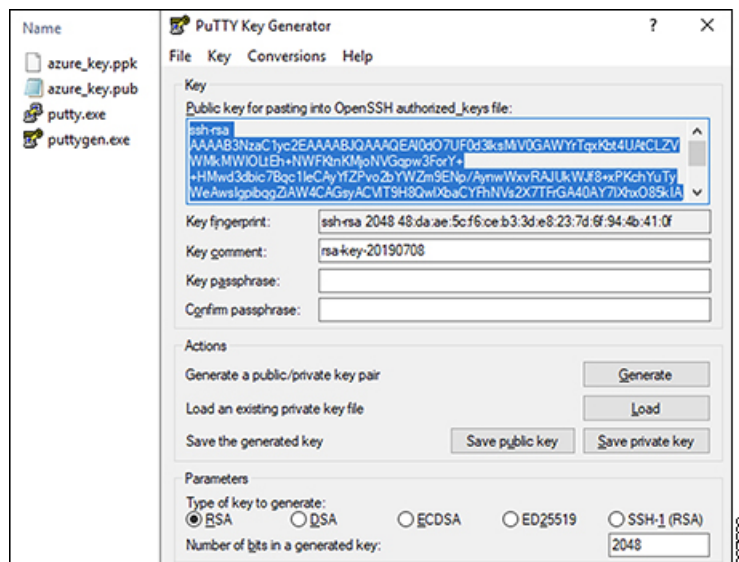 Name
azure_key.ppk
azure_key.pub
putty.exe
puttygen.exe
PuTTY Key Generator
File Key Conversions Help
Key
Public key for pasting into OpenSSH authorized_keys file:
ssh-rsa
Key fingerprint: ssh-rsa 2048 48:da:ae:5c:f6:ce:b3:3d:e8:23:7d:6f:94:4b:41:0f
Key comment: rsa-key-20190708
Key passphrase:
Confirm passphrase:
Actions
Generate a public/private key pair Generate
Load an existing private key file Load
Save the generated key Save public key Save private key
Parameters
Type of key to generate:
RSA DSA ECDSA ED25519 SSH-1 (RSA)
Number of bits in a generated key: 2048